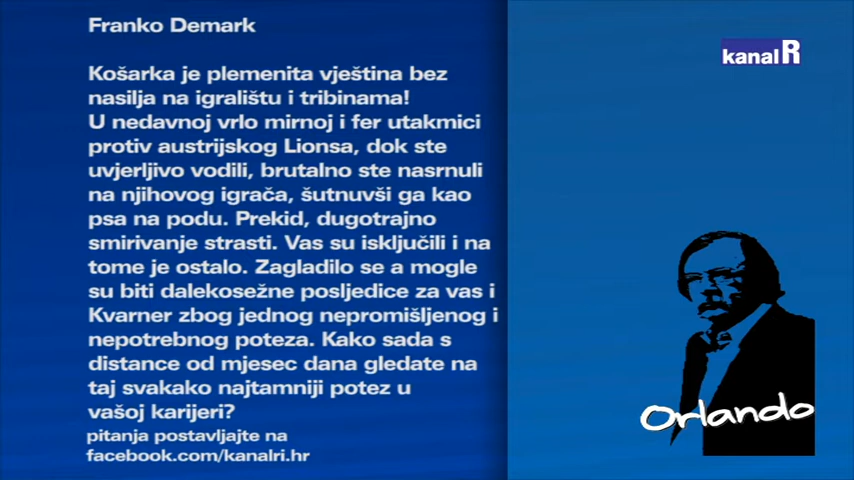 Franko Demark
kanal R
Košarka je plemenita vještina bez
nasilja na igralištu i tribinama!
U nedavnoj vrlo mirnoj i fer utakmici
protiv austrijskog Lionsa, dok ste
uvjerljivo vodili, brutalno ste nasrnuli
na njihovog igrača, šutnuvši ga kao
psa na podu. Prekid, dugotrajno
smirivanje strasti. Vas su isključili i na
tome je ostalo. Zagladilo se a mogle
su biti dalekosežne posljedice za vas i
Kvarner zbog jednog nepromišljenog i
nepotrebnog poteza. Kako sada s
distance od mjesec dana gledate na
taj svakako najtamniji potez u
vašoj karijeri?
pitanja postavljajte na
facebook.com/kanalri.hr
Orlando